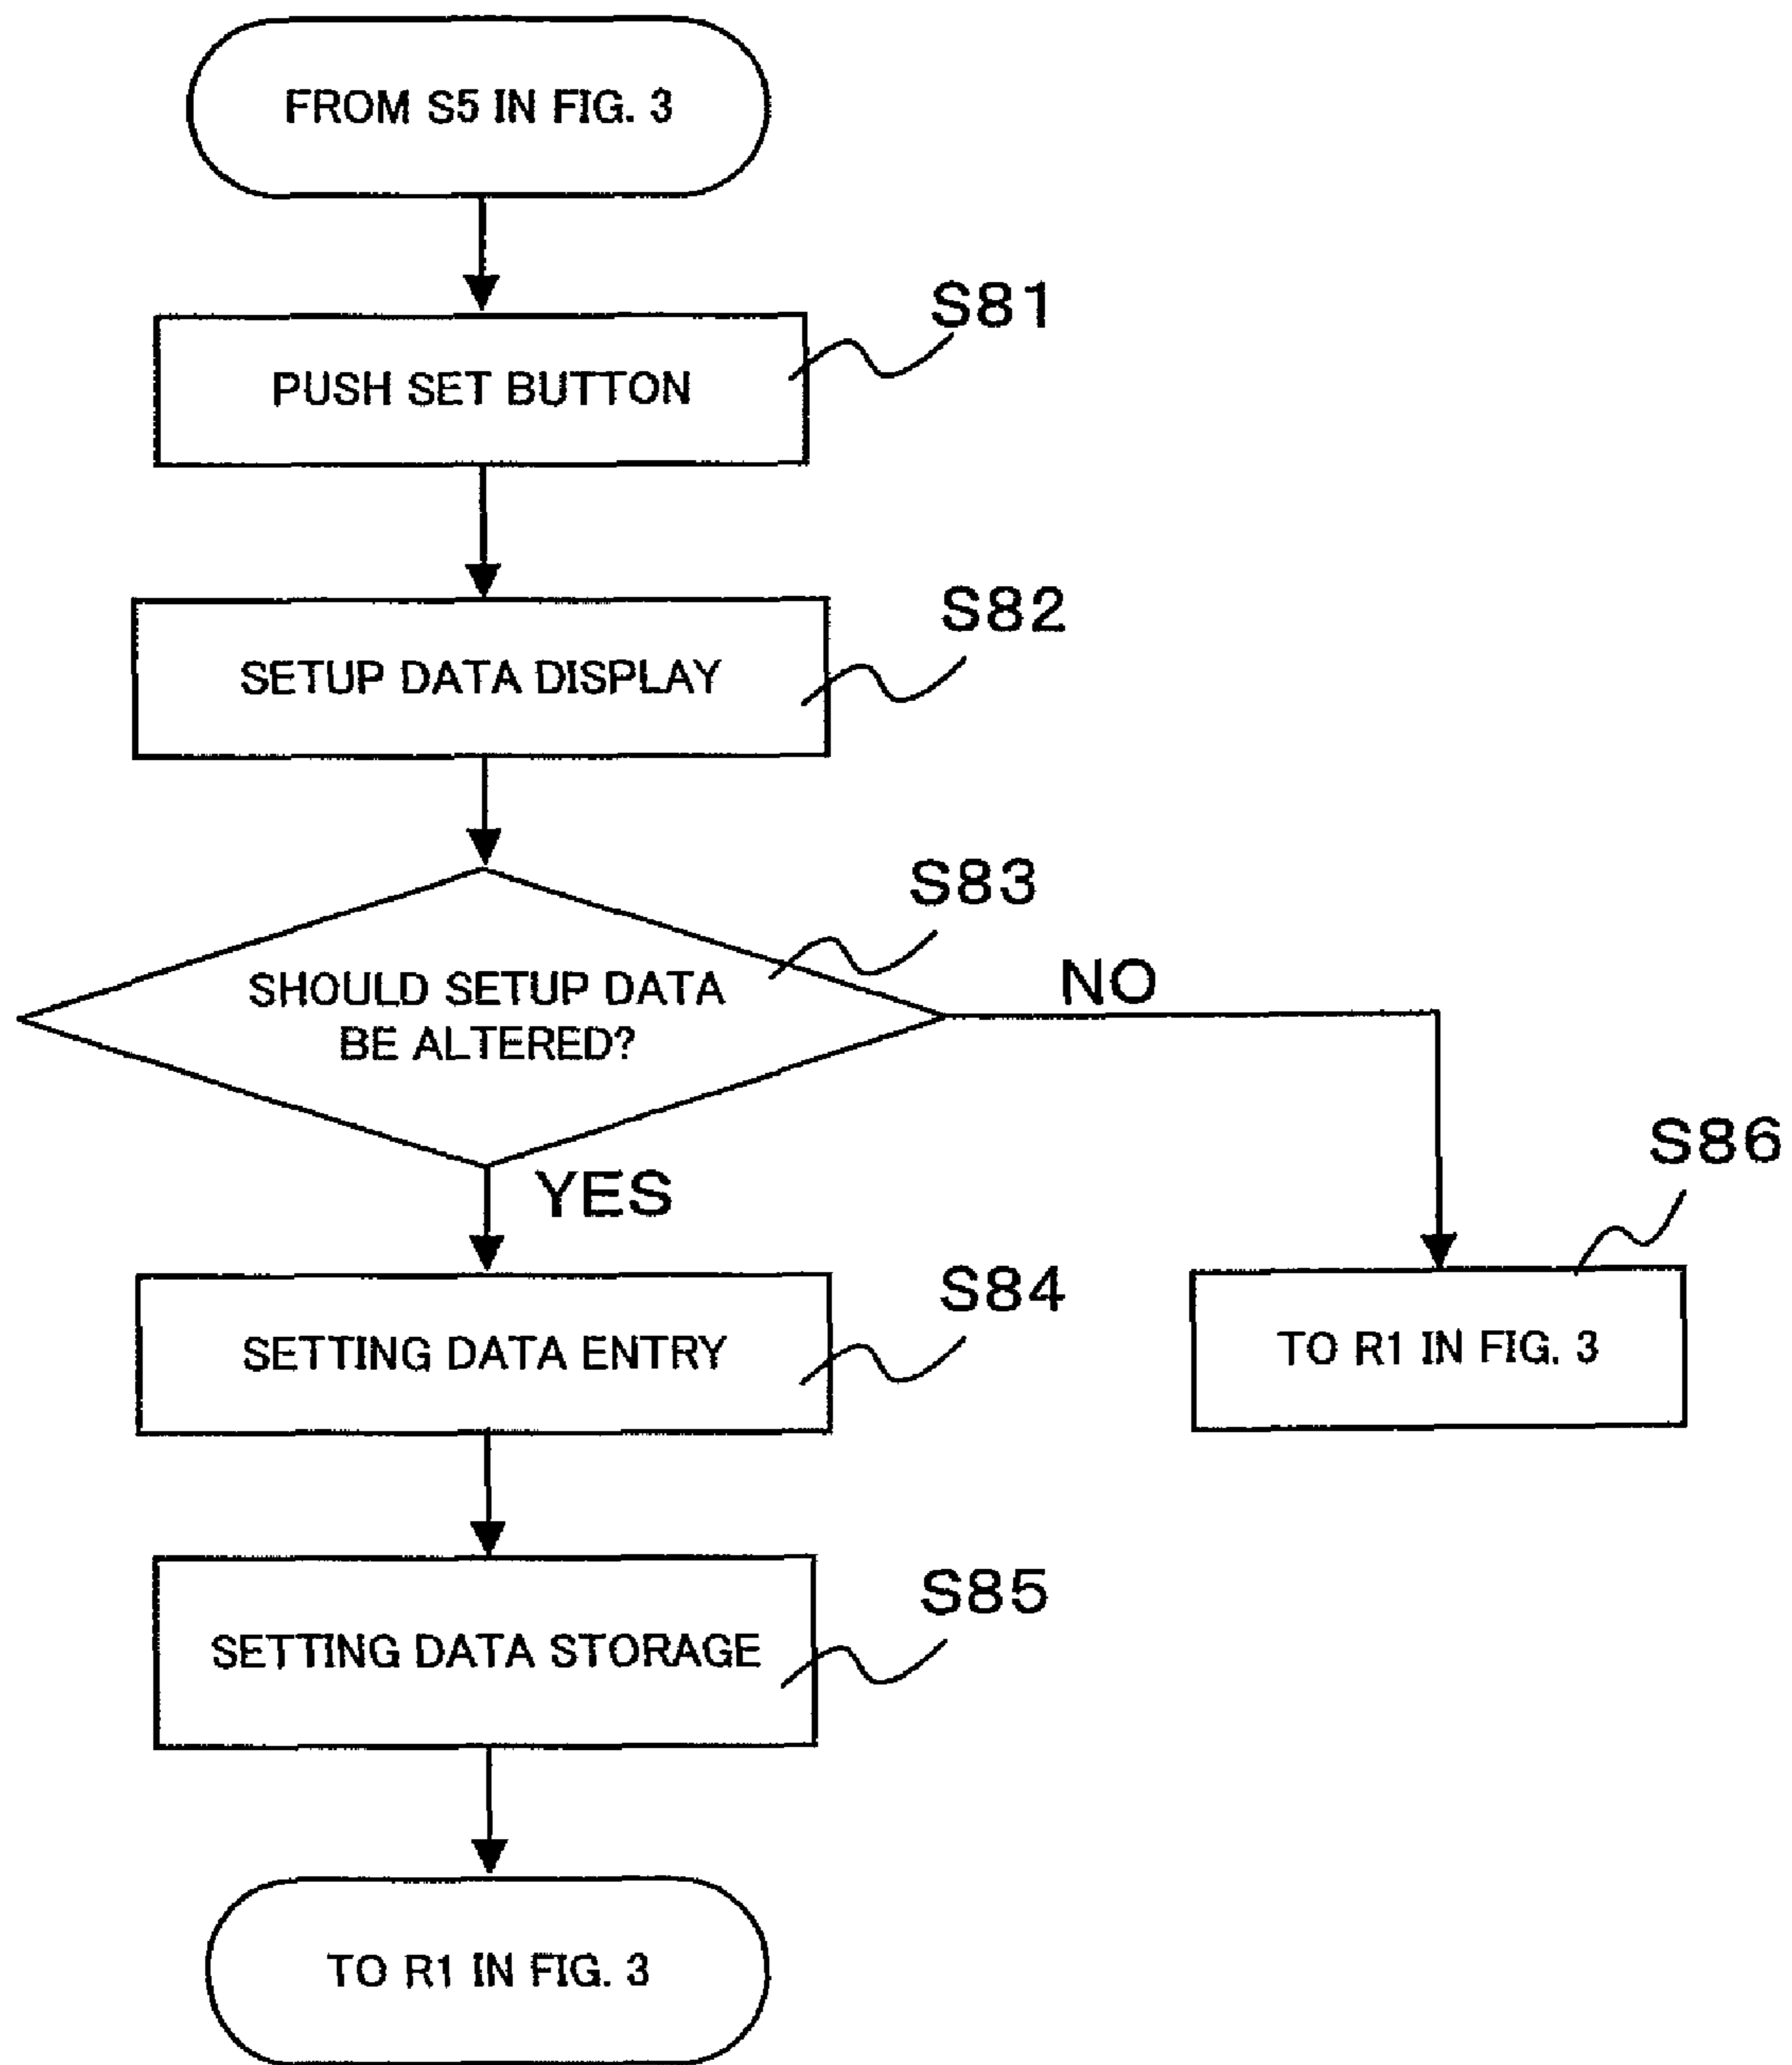 FROM S5 IN FIG. 3
S81
PUSH SET BUTTON
S82
SETUP DATA DISPLAY
S83
SHOULD SETUP DATA
BE ALTERED?
NO
YES
S86
S84
SETTING DATA ENTRY
TO R1 IN FIG. 3
S85
SETTING DATA STORAGE
TO R1 IN FIG. 3